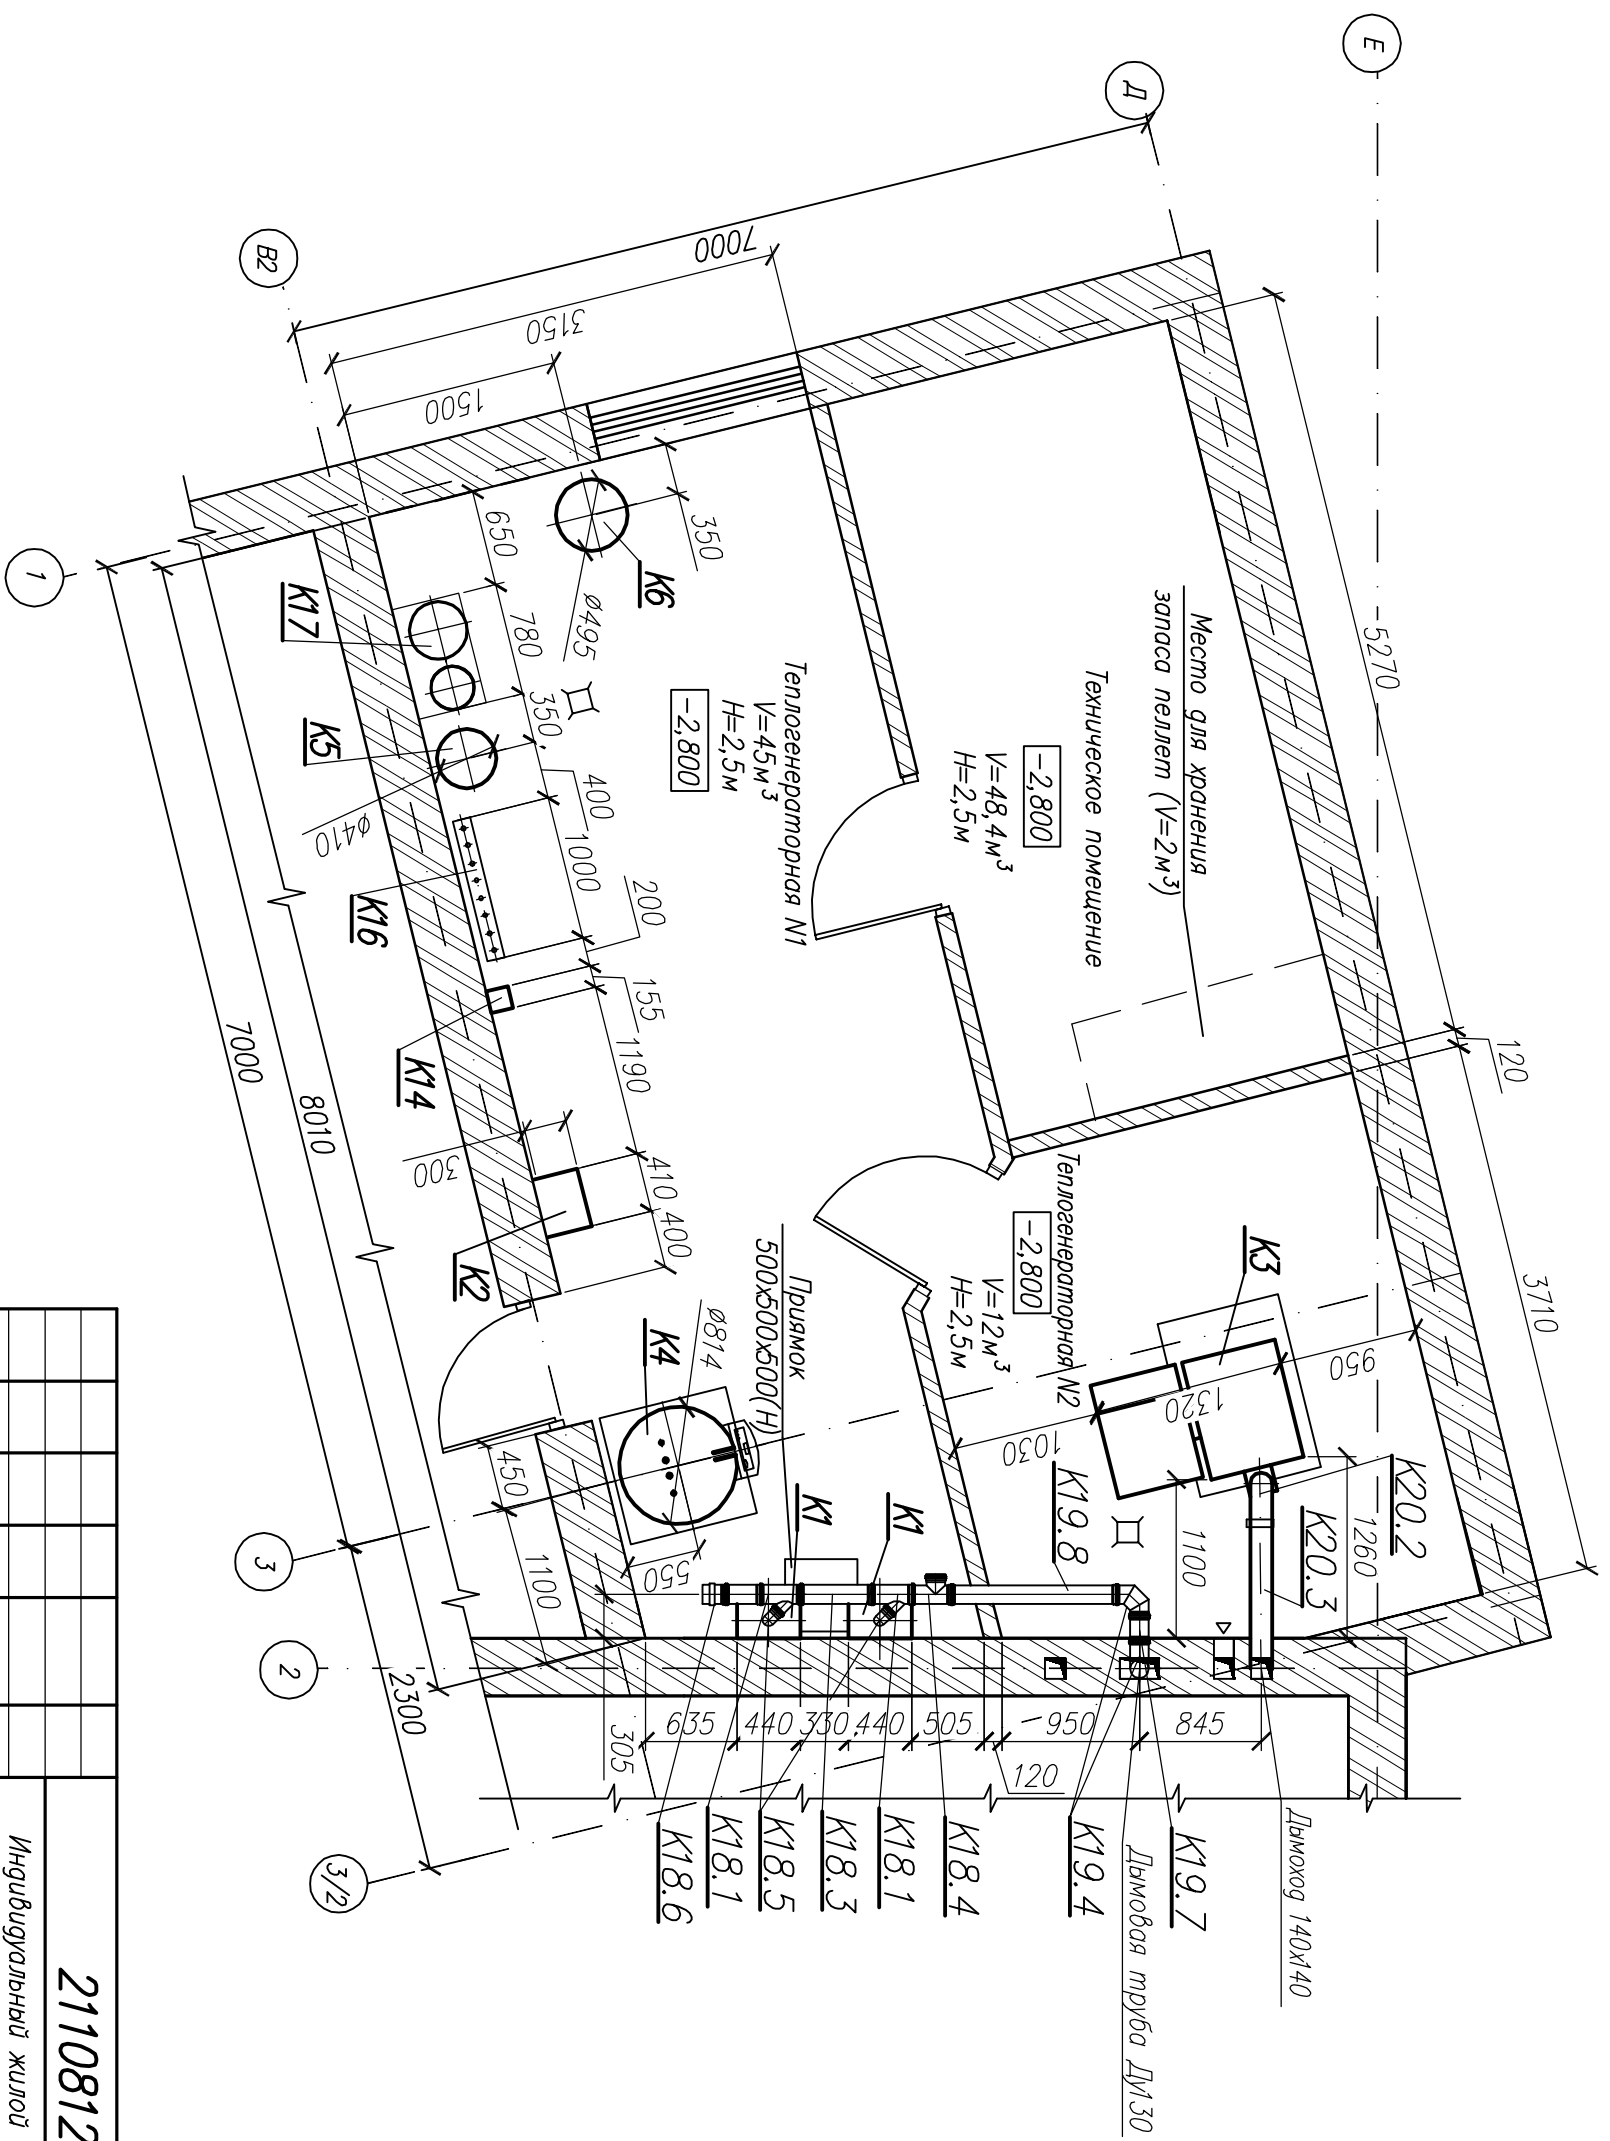 Е
Д
В2
1
3
2
3/2
7000
3150
1500
5270
120
3710
350
650
780
350
400
1000
200
155
1190
410
400
300
Ø495
Ø410
Ø814
К6
К17
К5
К16
К14
К2
К4
К1
К1
К3
Место для хранения
запаса пеллет (V=2м³)
Техническое помещение
-2,800
V=48,4м³
H=2,5м
Теплогенераторная N1
V=45м³
H=2,5м
-2,800
Теплогенераторная N2
-2,800
V=12м³
H=2,5м
Приямок
500х500х500(Н)
950
1320
1030
1260
1100
К20.2
К20.3
К19.8
450
1100
550
7000
8010
2300
305
635
440
330
440
505
950
845
120
К18.6
К18.1
К18.5
К18.3
К18.1
К18.4
К19.4
К19.7
Дымовая труба Ду130
Дымоход 140х140
2110812
Индивидуальный жилой